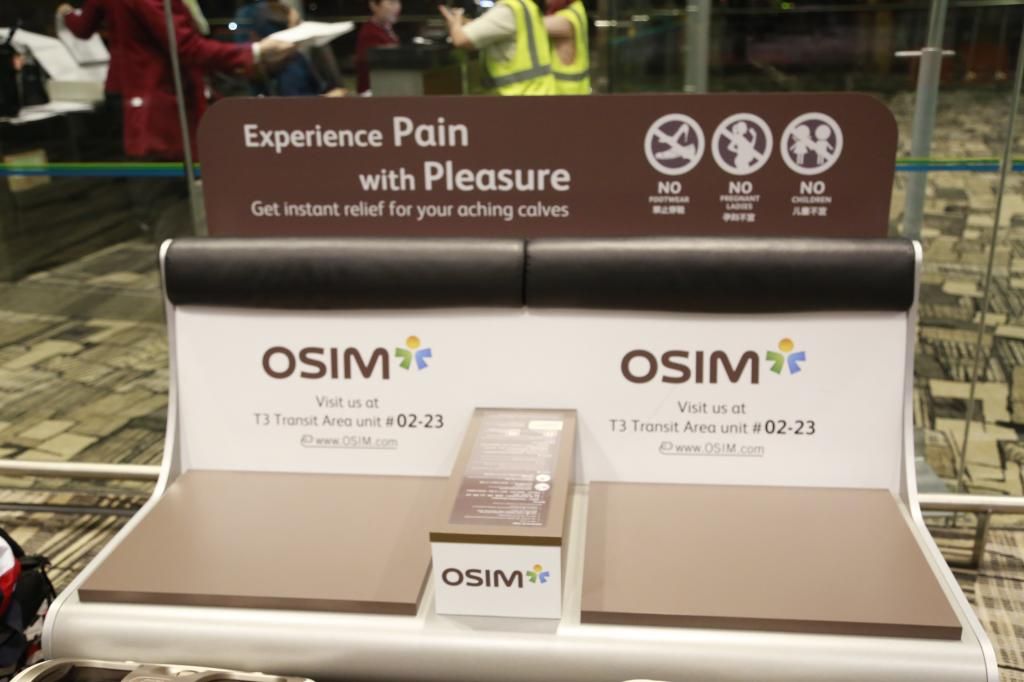 Experience Pain
with Pleasure
Get instant relief for your aching calves
NO
FOOTWEAR
禁止穿鞋
NO
PREGNANT
LADIES
孕妇不宜
NO
CHILDREN
儿童不宜
OSIM
Visit us at
T3 Transit Area unit # 02-23
www.OSIM.com
OSIM
Visit us at
T3 Transit Area unit # 02-23
www.OSIM.com
OSIM